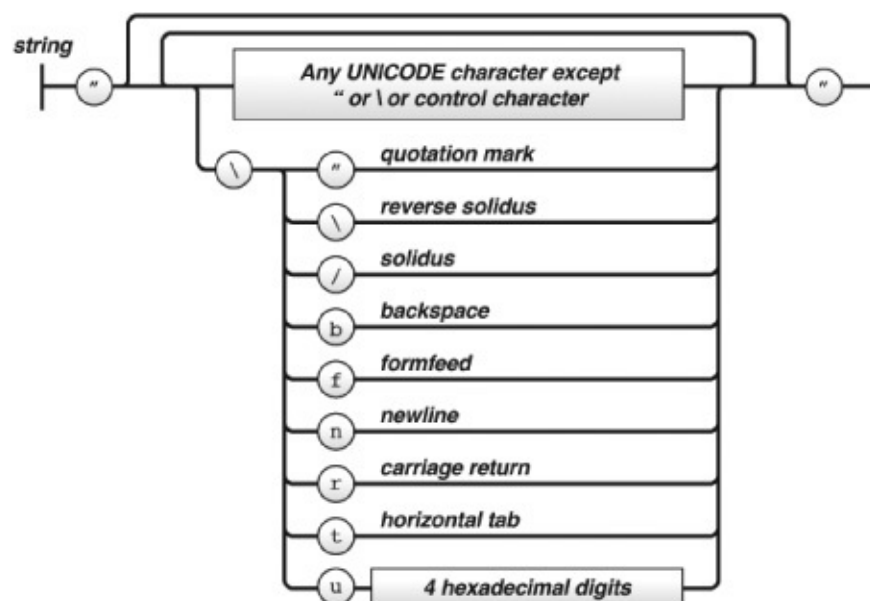 string
" Any UNICODE character except "
“ or \ or control character
\ " quotation mark
\ reverse solidus
/ solidus
b backspace
f formfeed
n newline
r carriage return
t horizontal tab
u 4 hexadecimal digits